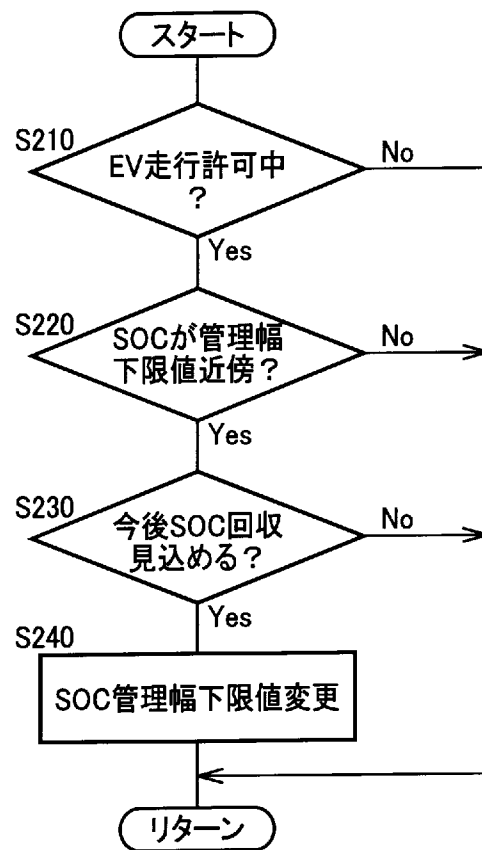 スタート
S210
EV走行許可中
?
No
Yes
S220
SOCが管理幅
下限値近傍?
No
Yes
S230
今後SOC回収
見込める?
No
Yes
S240
SOC管理幅下限値変更
リターン